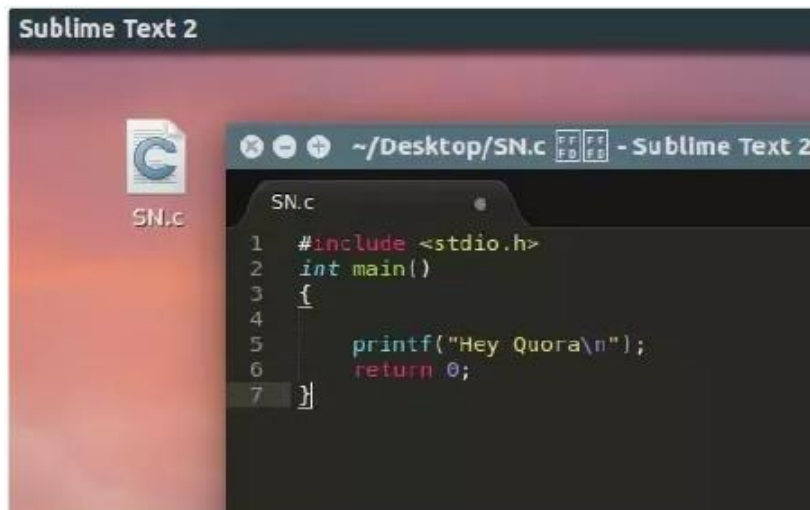 Sublime Text 2
SN.c
~/Desktop/SN.c - Sublime Text 2
SN.c
1 #include <stdio.h>
2 int main()
3 {
4
5 printf("Hey Quora\n");
6 return 0;
7 }